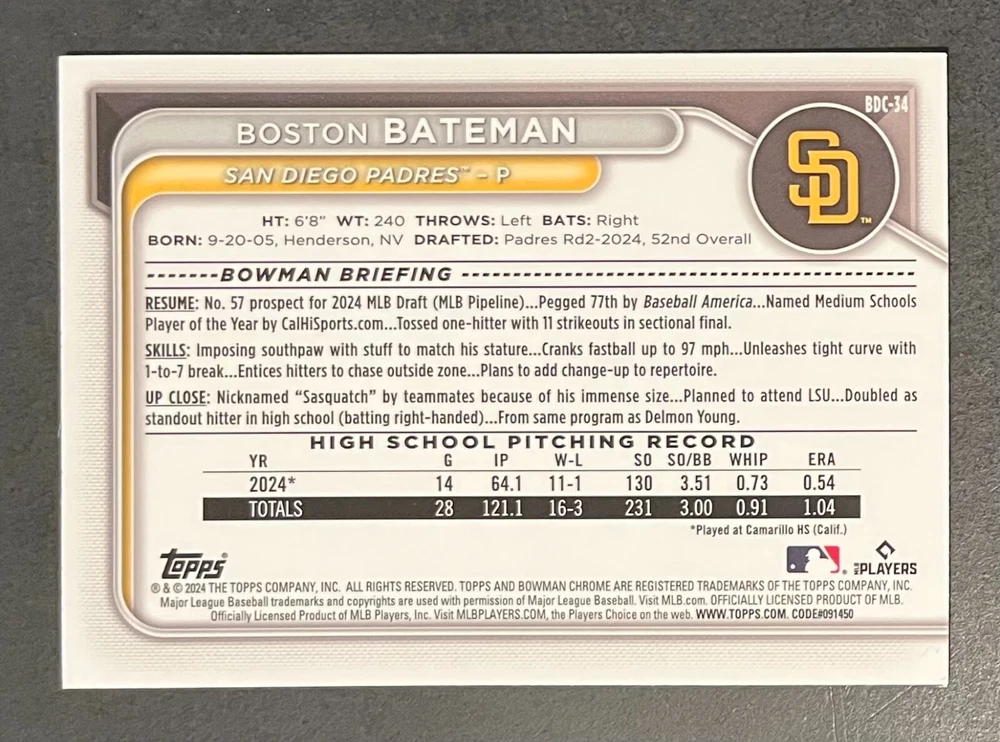 BDC-34
BOSTON BATEMAN
SAN DIEGO PADRES™ – P
SD™
HT: 6'8" WT: 240 THROWS: Left BATS: Right
BORN: 9-20-05, Henderson, NV DRAFTED: Padres Rd2-2024, 52nd Overall
BOWMAN BRIEFING
RESUME: No. 57 prospect for 2024 MLB Draft (MLB Pipeline)...Pegged 77th by Baseball America...Named Medium Schools
Player of the Year by CalHiSports.com...Tossed one-hitter with 11 strikeouts in sectional final.
SKILLS: Imposing southpaw with stuff to match his stature...Cranks fastball up to 97 mph...Unleashes tight curve with
1-to-7 break...Entices hitters to chase outside zone...Plans to add change-up to repertoire.
UP CLOSE: Nicknamed “Sasquatch” by teammates because of his immense size...Planned to attend LSU...Doubled as
standout hitter in high school (batting right-handed)...From same program as Delmon Young.
HIGH SCHOOL PITCHING RECORD
YR G IP W-L SO SO/BB WHIP ERA
2024* 14 64.1 11-1 130 3.51 0.73 0.54
TOTALS 28 121.1 16-3 231 3.00 0.91 1.04
*Played at Camarillo HS (Calif.)
Topps®
MLB PLAYERS
® & © 2024 THE TOPPS COMPANY, INC. ALL RIGHTS RESERVED. TOPPS AND BOWMAN CHROME ARE REGISTERED TRADEMARKS OF THE TOPPS COMPANY, INC.
Major League Baseball trademarks and copyrights are used with permission of Major League Baseball. Visit MLB.com. OFFICIALLY LICENSED PRODUCT OF MLB.
Officially Licensed Product of MLB Players, Inc. Visit MLBPLAYERS.COM, the Players Choice on the web. WWW.TOPPS.COM. CODE#091450